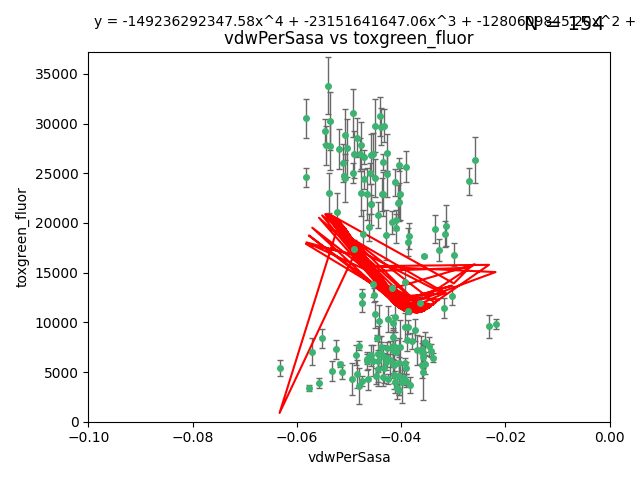 y = -149236292347.58x^4 + -23151641647.06x^3 +
N = 154
vdwPerSasa vs toxgreen_fluor
35000
30000
25000
20000
15000
10000
5000
0
toxgreen_fluor
−0.10 −0.08 −0.06 −0.04 −0.02 0.00
vdwPerSasa